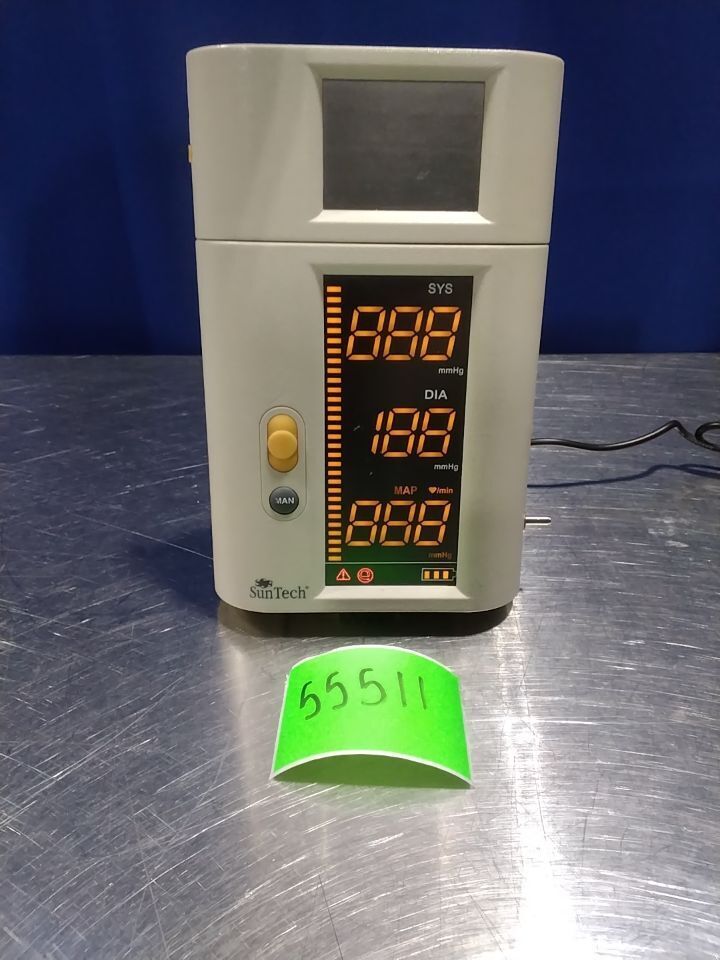 SYS
888
mmHg
DIA
188
mmHg
MAP /min
888
mmHg
MAN
SunTech®
55511